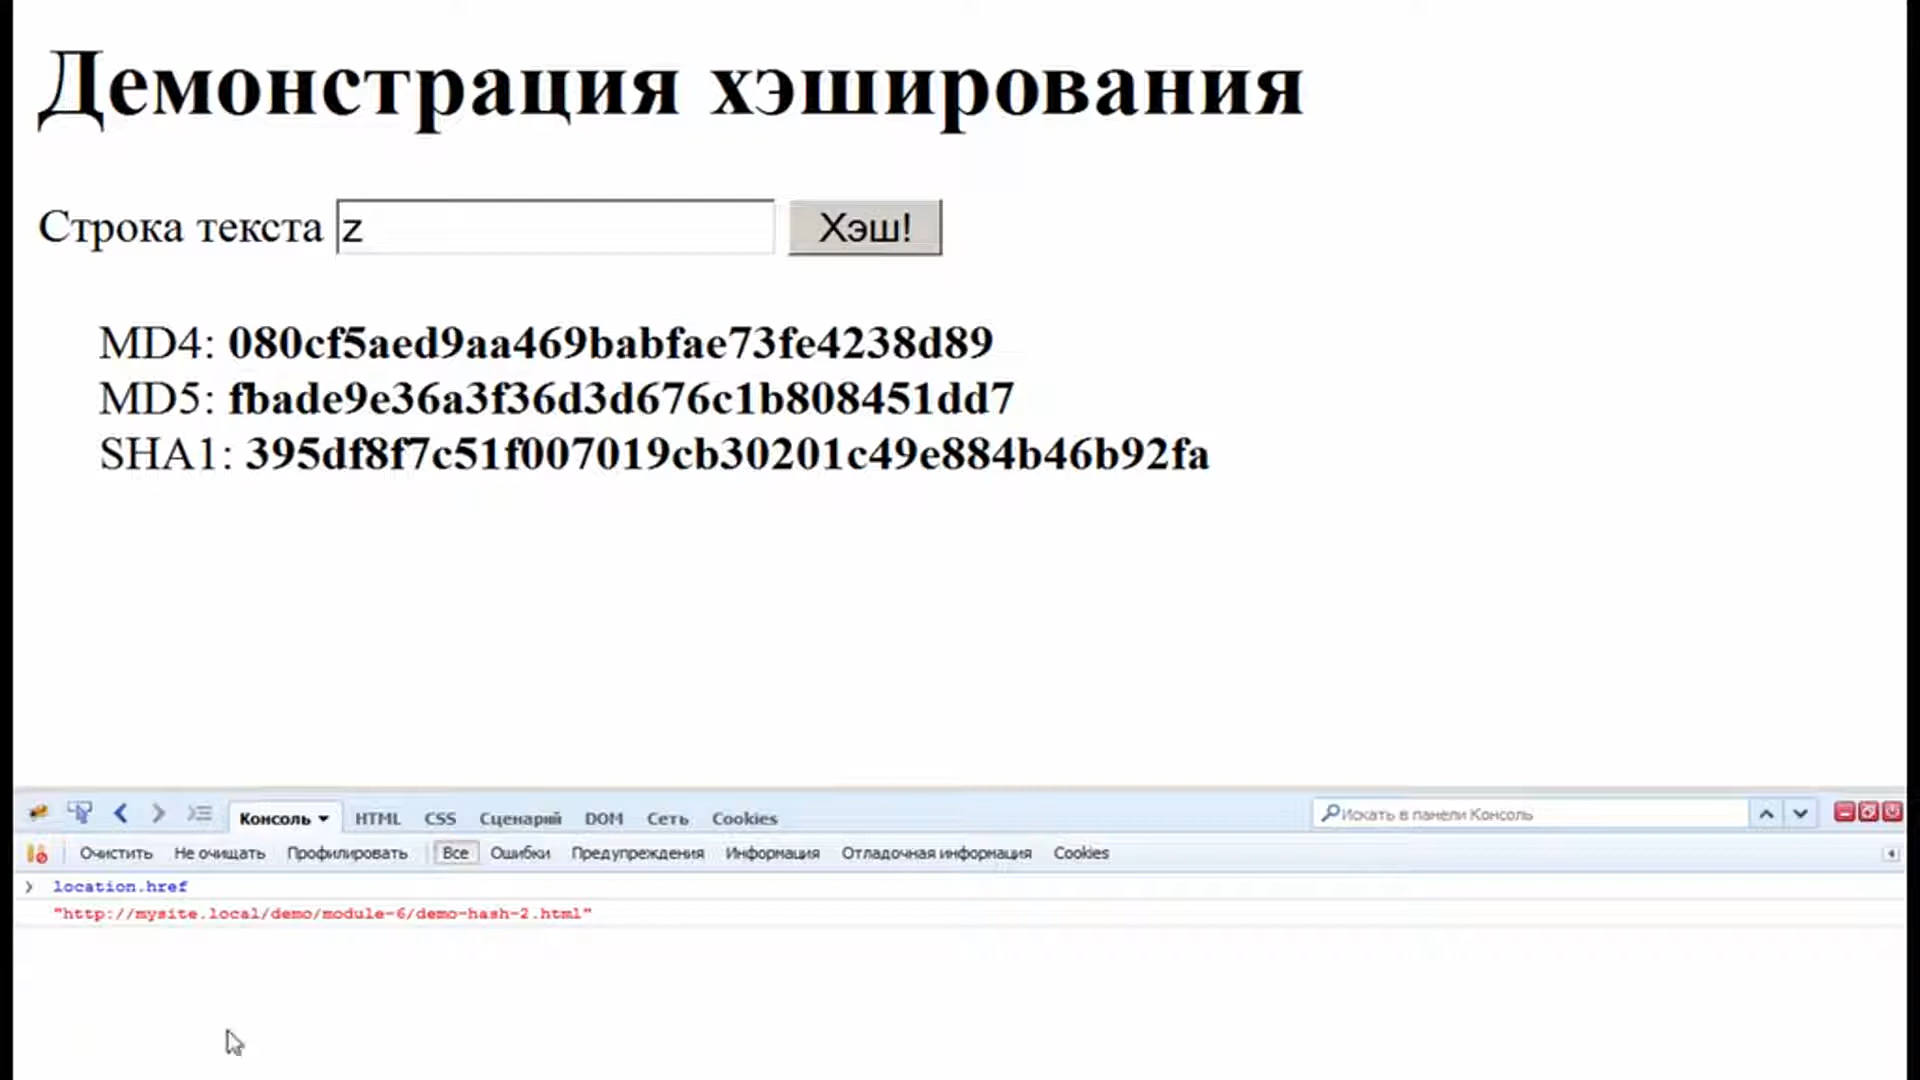 Демонстрация хэширования
Строка текста z Хэш!
MD4: 080cf5aed9aa469babfae73fe4238d89
MD5: fbade9e36a3f36d3d676c1b808451dd7
SHA1: 395df8f7c51f007019cb30201c49e884b46b92fa
Консоль HTML CSS Сценарий DOM Сеть Cookies Искать в панели Консоль
Очистить Не очищать Профилировать Все Ошибки Предупреждения Информация Отладочная информация Cookies
location.href
"http://mysite.local/demo/module-6/demo-hash-2.html"